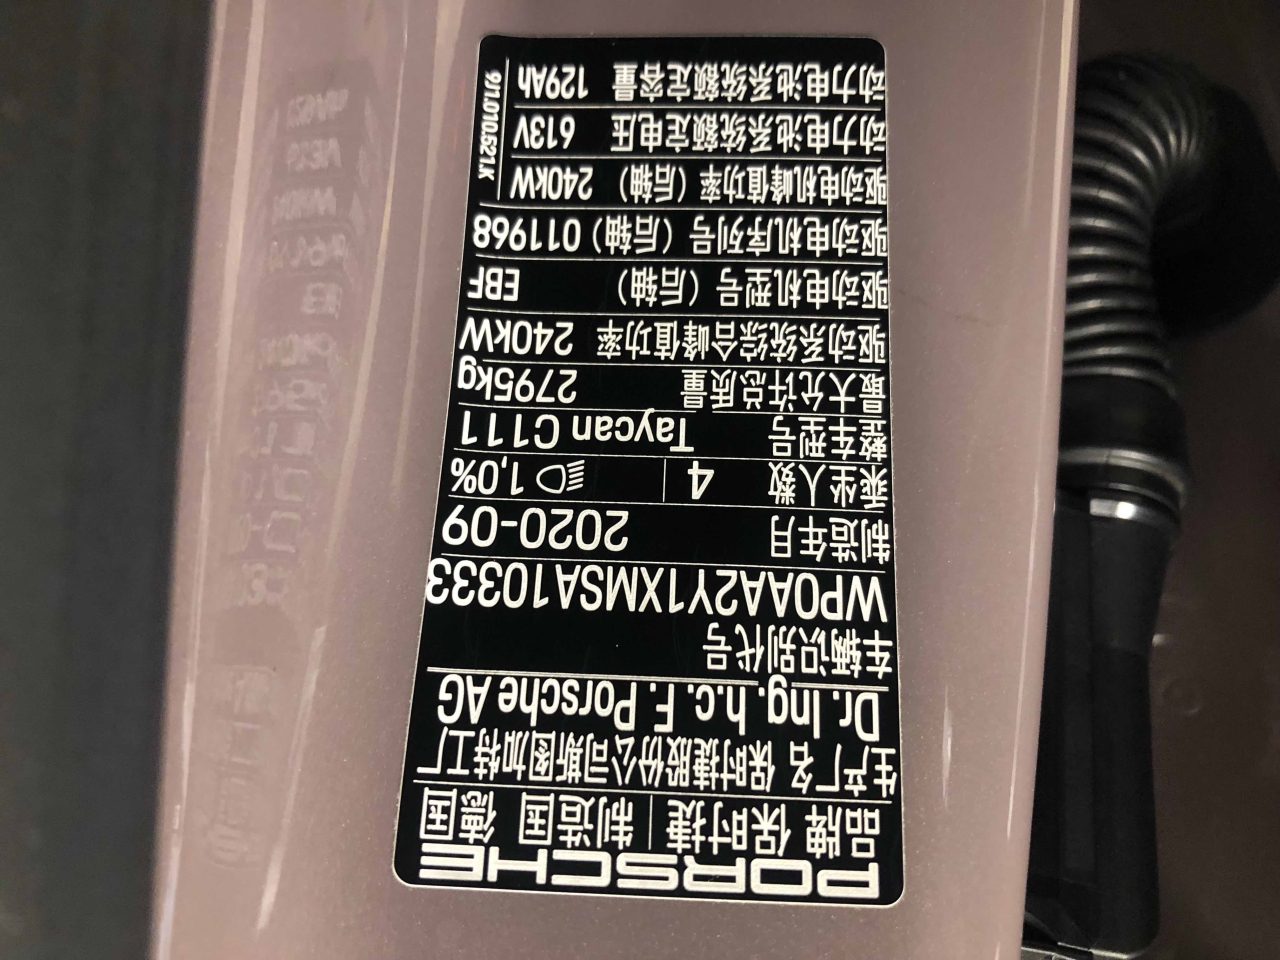 PORSCHE
品牌 保时捷 制造国 德国
生产厂名 保时捷股份公司斯图加特工厂
Dr. Ing. h.c. F. Porsche AG
车辆识别代号
WP0AA2Y1XMSA10333
制造年月 2020-09
乘坐人数 4 1,0%
整车型号 Taycan C111
最大允许总质量 2795kg
驱动系统综合峰值功率 240kW
驱动电机型号（后轴） EBF
驱动电机序列号（后轴） 011968
驱动电机峰值功率（后轴） 240kW
动力电池系统额定电压 613V
动力电池系统额定容量 129Ah
9J1.010.521.K